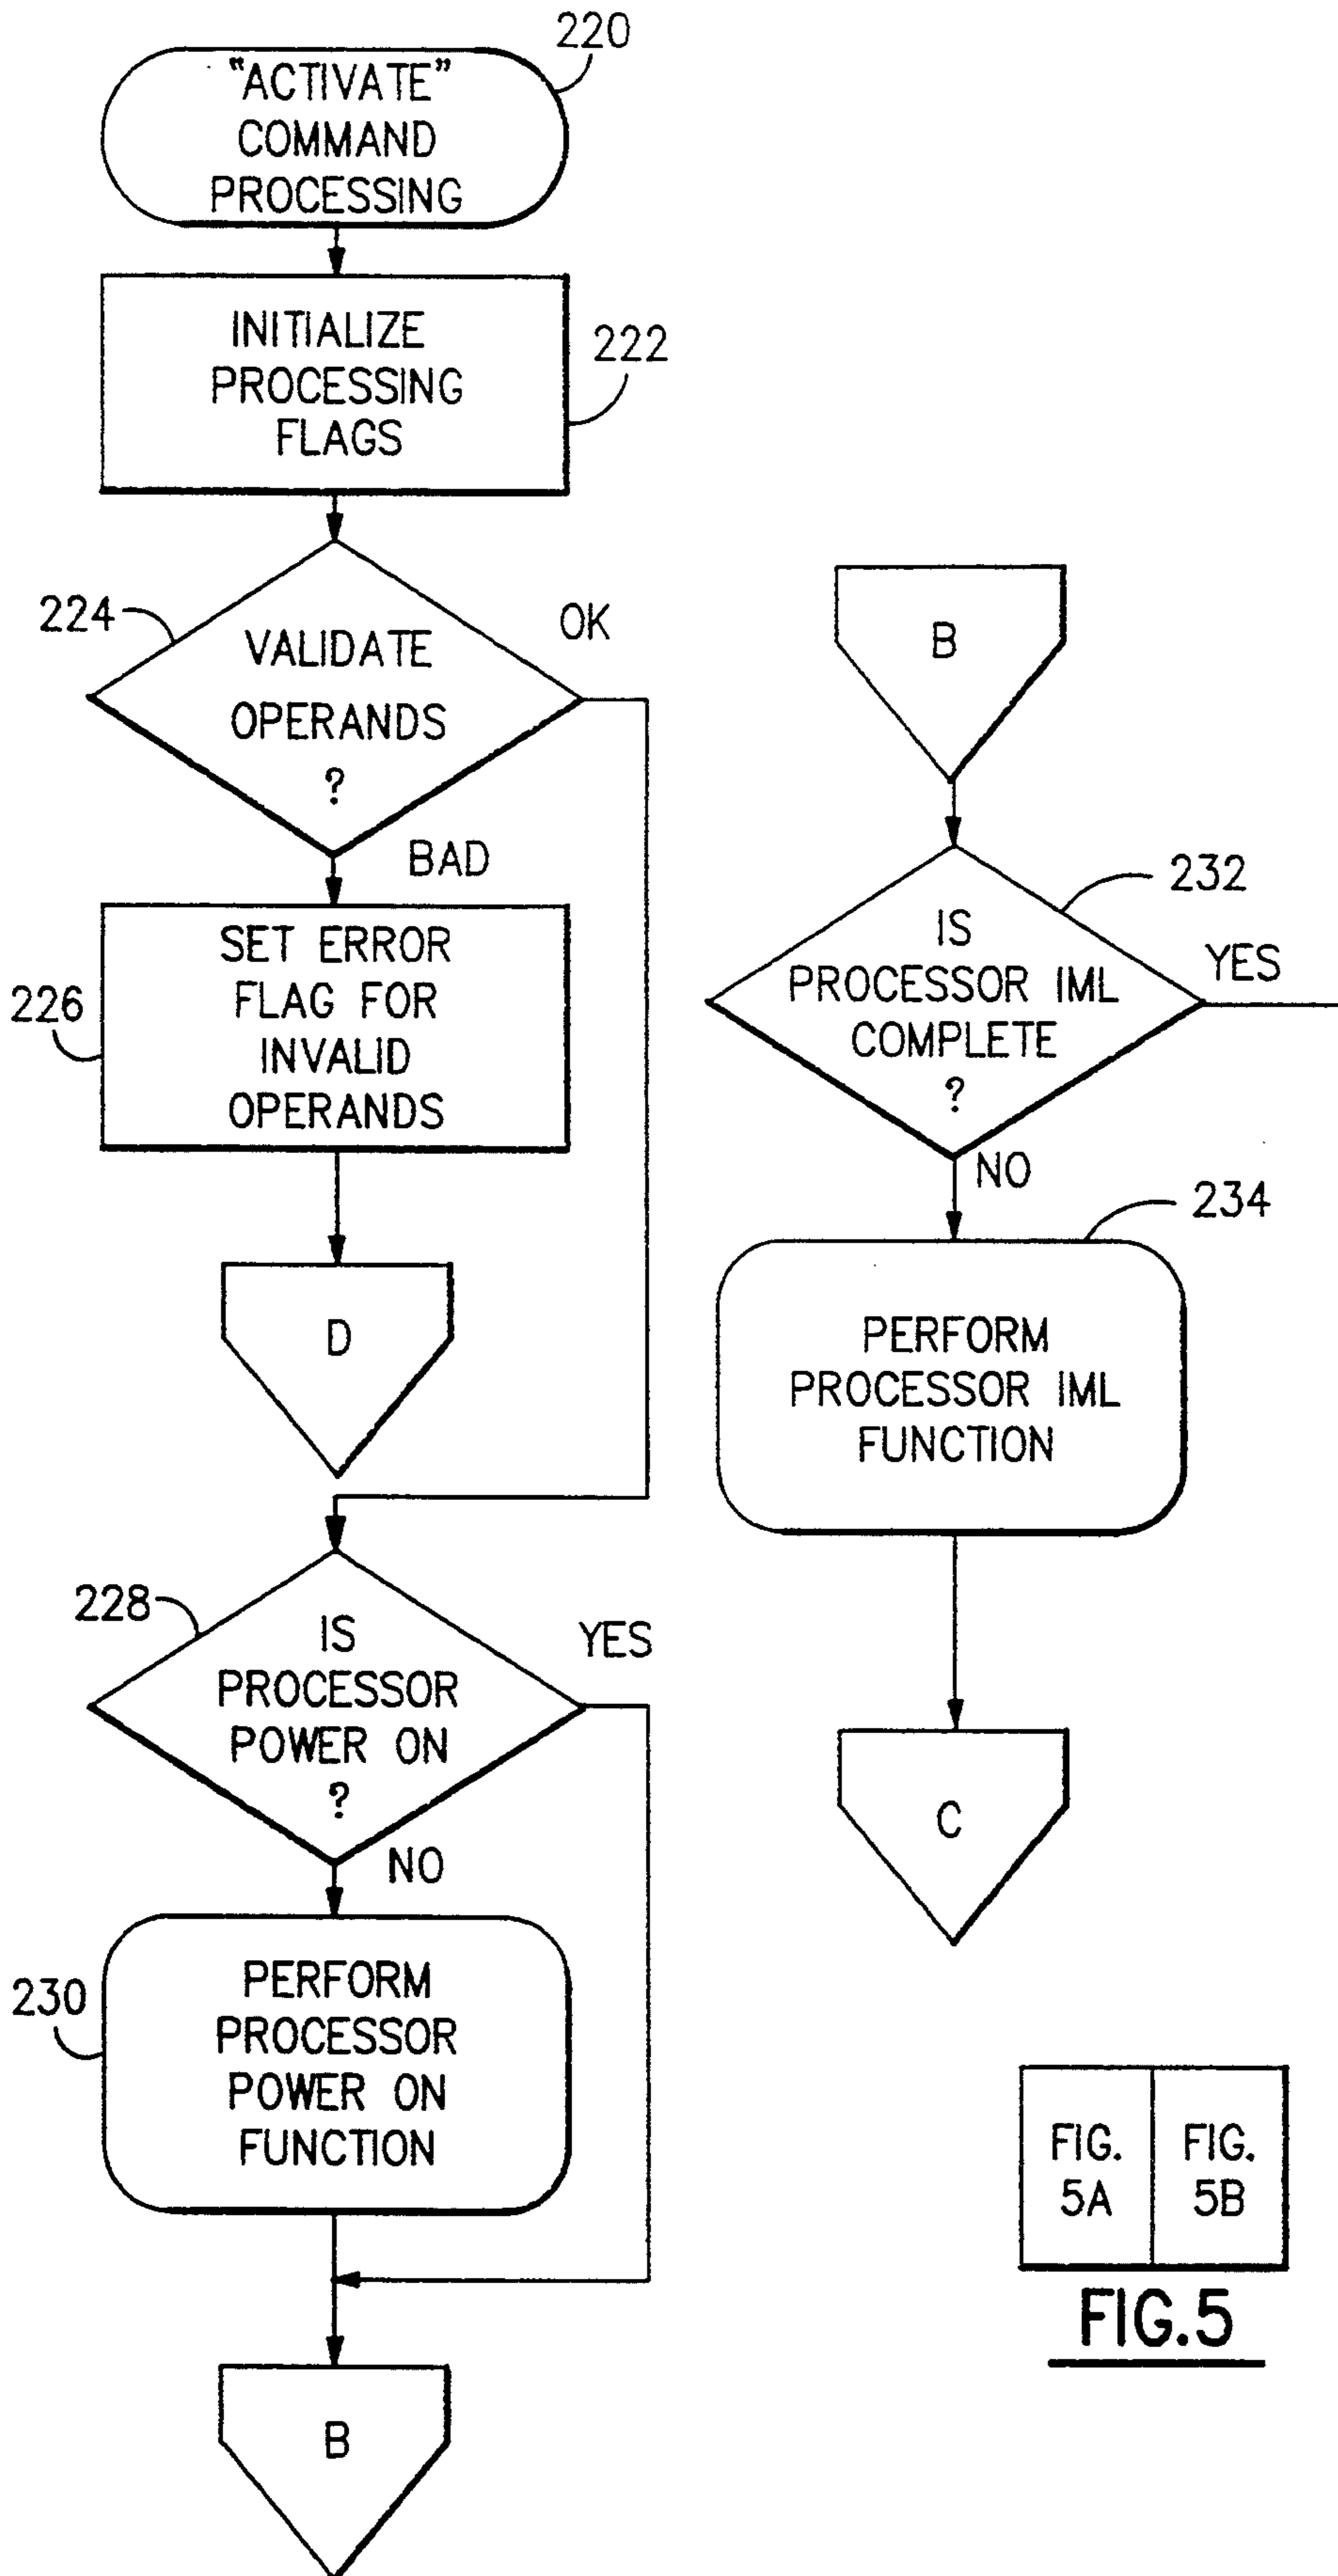 220
"ACTIVATE"
COMMAND
PROCESSING
INITIALIZE
PROCESSING
FLAGS
222
224
VALIDATE
OPERANDS
?
OK
BAD
SET ERROR
FLAG FOR
INVALID
OPERANDS
226
D
228
IS
PROCESSOR
POWER ON
?
YES
NO
230
PERFORM
PROCESSOR
POWER ON
FUNCTION
B
B
232
IS
PROCESSOR IML
COMPLETE
?
YES
NO
234
PERFORM
PROCESSOR IML
FUNCTION
C
FIG.
5A
FIG.
5B
FIG.5